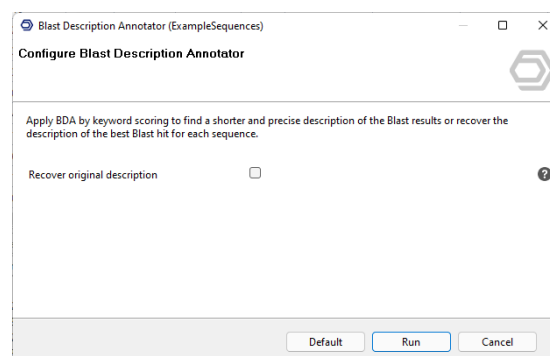 Blast Description Annotator (ExampleSequences)
Configure Blast Description Annotator
Apply BDA by keyword scoring to find a shorter and precise description of the Blast results or recover the
description of the best Blast hit for each sequence.
Recover original description
Default Run Cancel